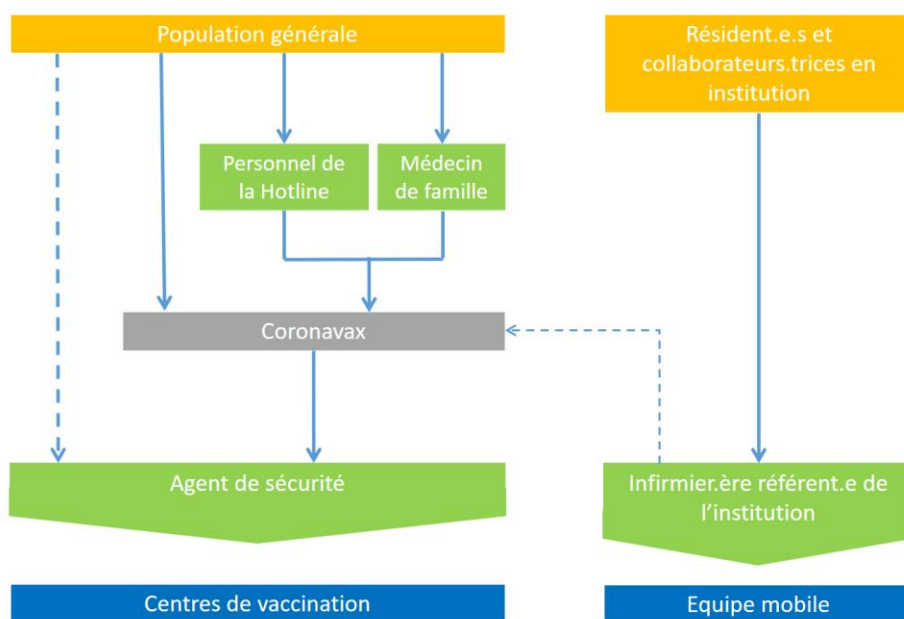 Population générale
Résident.e.s et
collaborateurs.trices en
institution
Personnel de
la Hotline
Médecin
de famille
Coronavax
Agent de sécurité
Infirmier.ère référent.e de
l'institution
Centres de vaccination
Equipe mobile